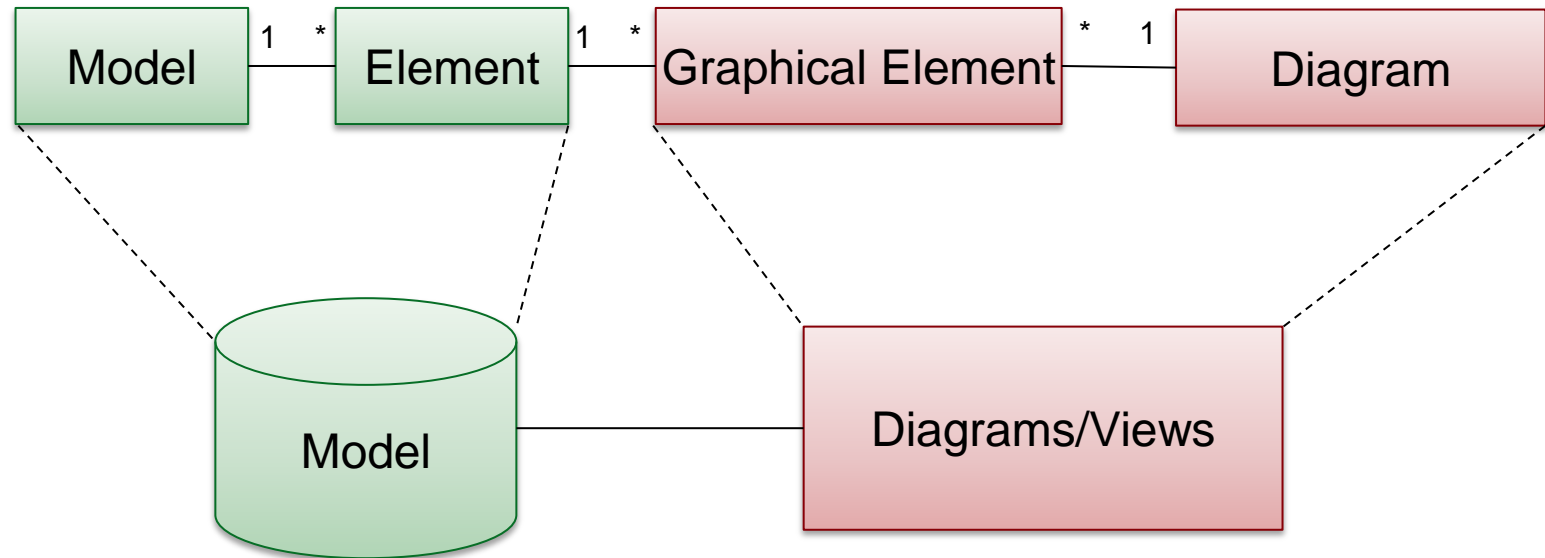 Model 1 * Element 1 * Graphical Element * 1 Diagram
Model Diagrams/Views